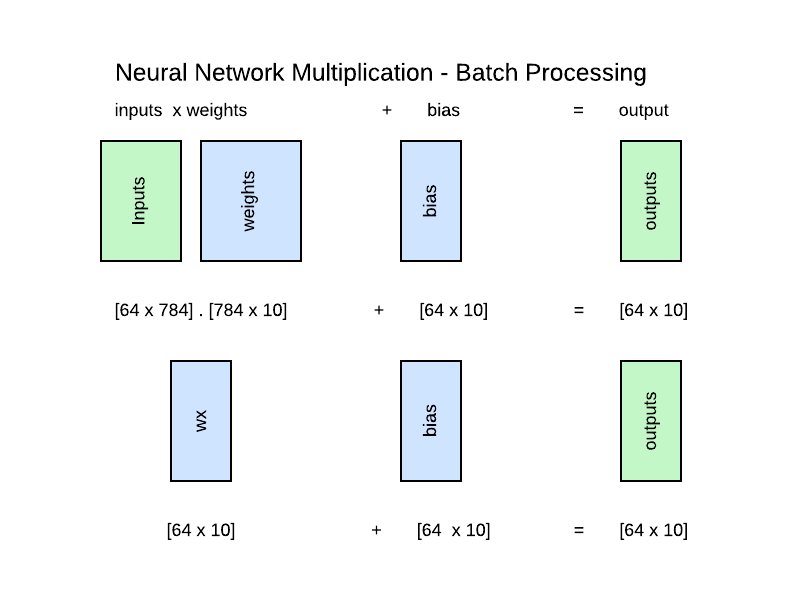 Neural Network Multiplication - Batch Processing
inputs  x weights + bias = output
Inputs weights bias outputs
[64 x 784] . [784 x 10] + [64 x 10] = [64 x 10]
wx bias outputs
[64 x 10] + [64  x 10] = [64 x 10]